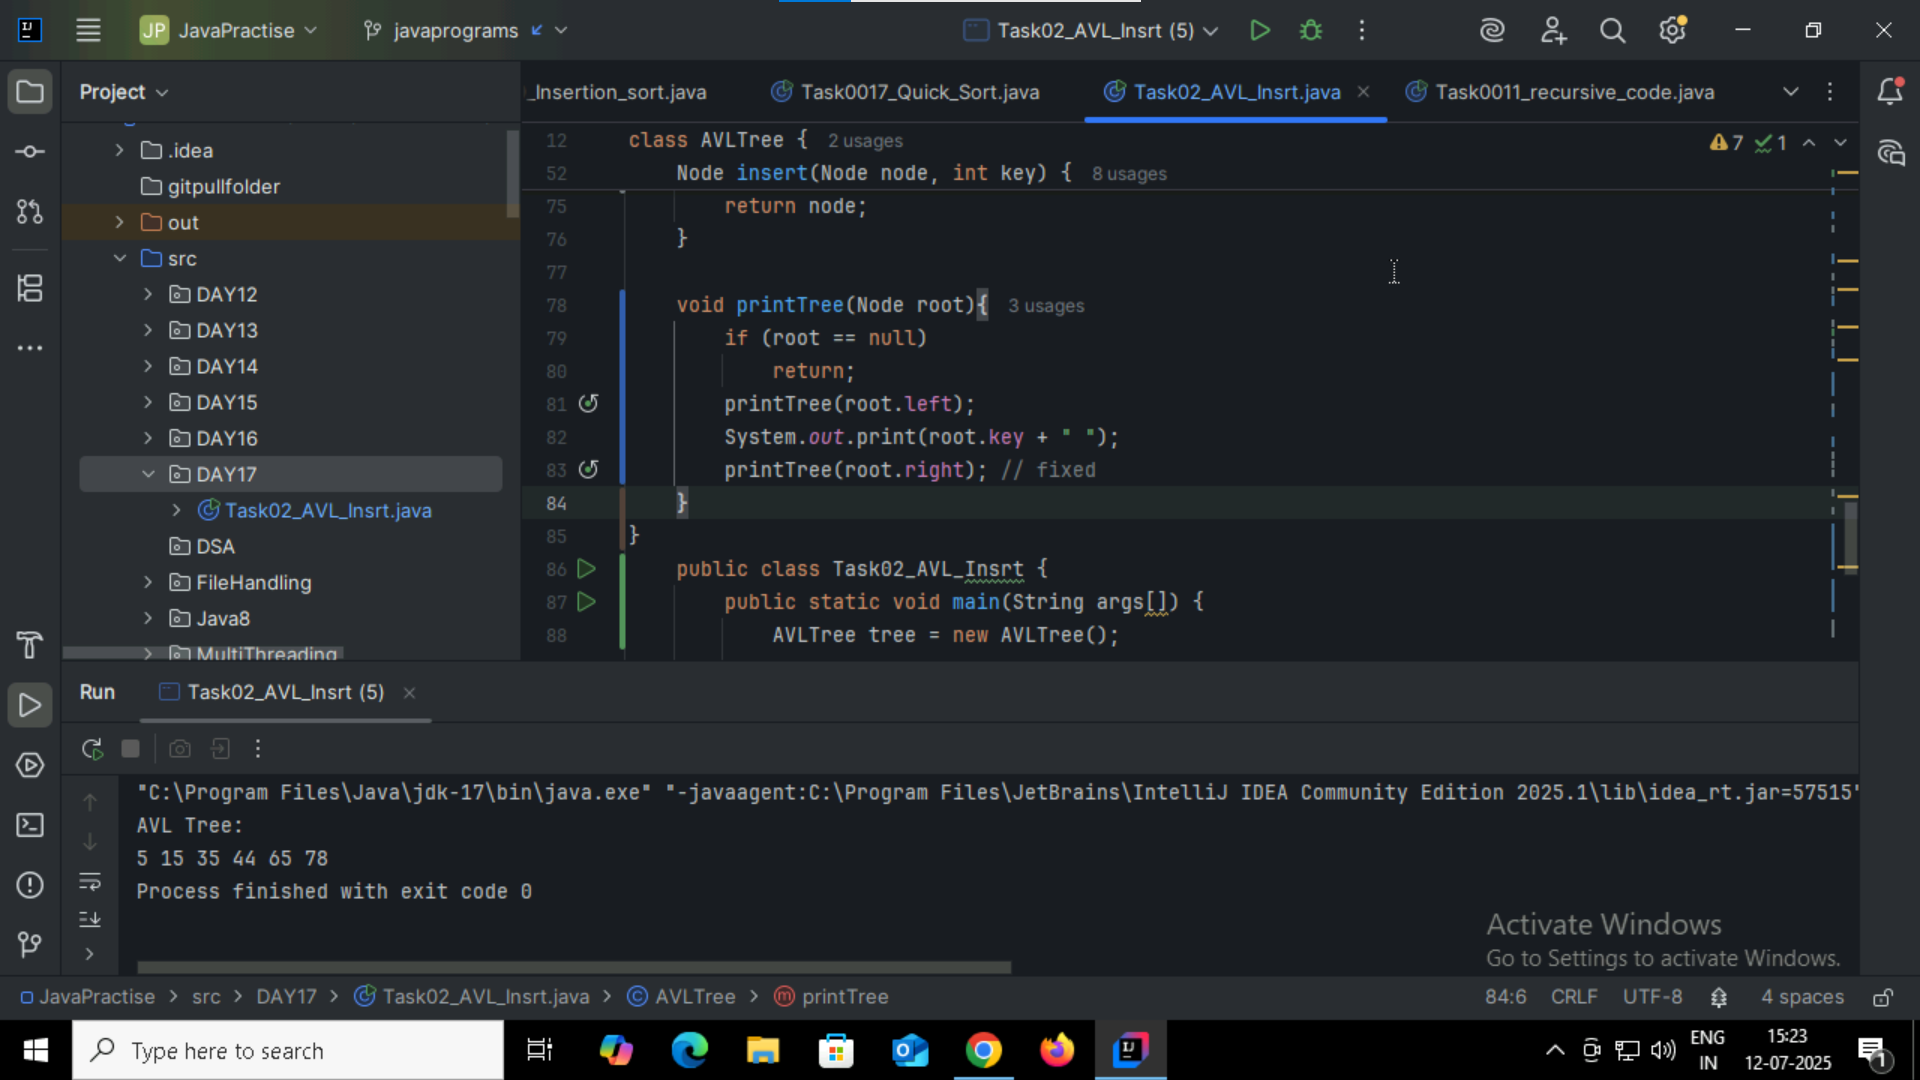 JP JavaPractise
javaprograms
Task02_AVL_Insrt (5)
Project
_Insertion_sort.java
Task0017_Quick_Sort.java
Task02_AVL_Insrt.java
Task0011_recursive_code.java
.idea
gitpullfolder
out
src
DAY12
DAY13
DAY14
DAY15
DAY16
DAY17
Task02_AVL_Insrt.java
DSA
FileHandling
Java8
MultiThreading
7 1
12 class AVLTree { 2 usages
52 Node insert(Node node, int key) { 8 usages
75 return node;
76 }
77
78 void printTree(Node root){ 3 usages
79 if (root == null)
80 return;
81 printTree(root.left);
82 System.out.print(root.key + " ");
83 printTree(root.right); // fixed
84 }
85 }
86 public class Task02_AVL_Insrt {
87 public static void main(String args[]) {
88 AVLTree tree = new AVLTree();
Run
Task02_AVL_Insrt (5)
"C:\Program Files\Java\jdk-17\bin\java.exe" "-javaagent:C:\Program Files\JetBrains\IntelliJ IDEA Community Edition 2025.1\lib\idea_rt.jar=57515"
AVL Tree:
5 15 35 44 65 78
Process finished with exit code 0
Activate Windows
Go to Settings to activate Windows.
JavaPractise > src > DAY17 > Task02_AVL_Insrt.java > AVLTree > printTree
84:6 CRLF UTF-8 4 spaces
Type here to search
ENG
IN
15:23
12-07-2025
1